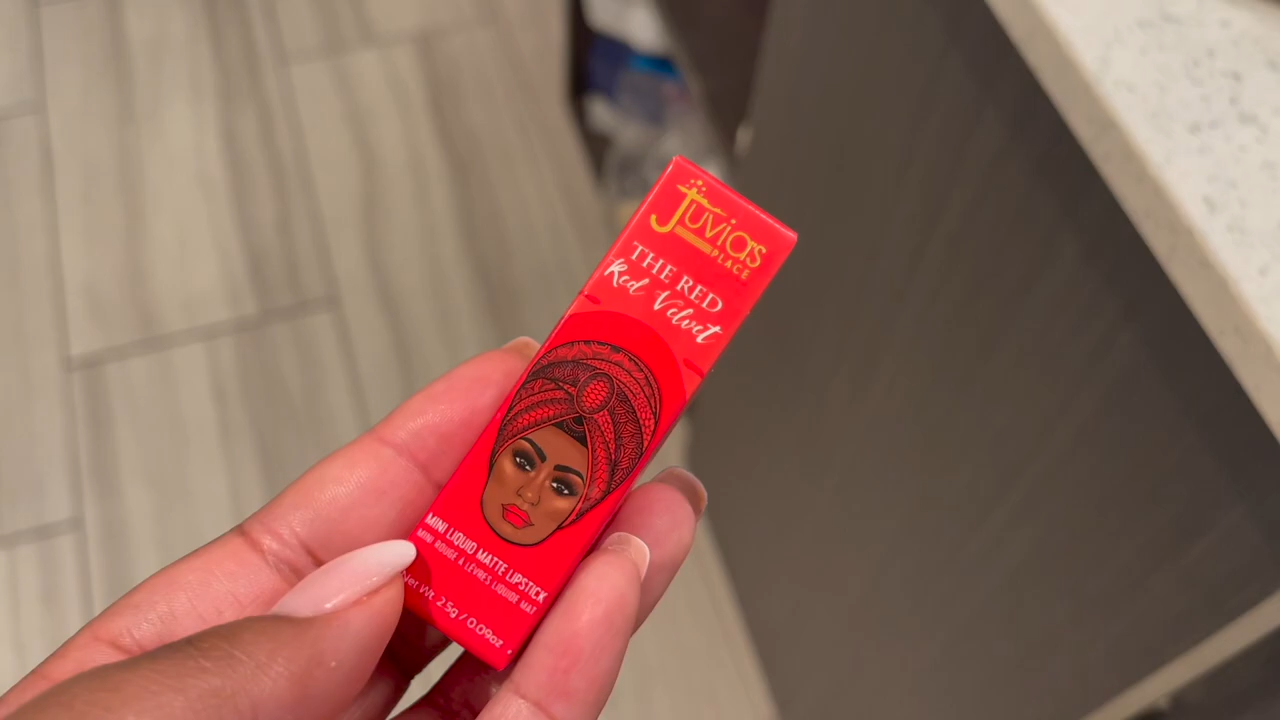 Juvia's
PLACE
THE RED
Red Velvet
MINI LIQUID MATTE LIPSTICK
MINI ROUGE À LÈVRES LIQUIDE MAT
Net Wt. 2.5g / 0.09oz